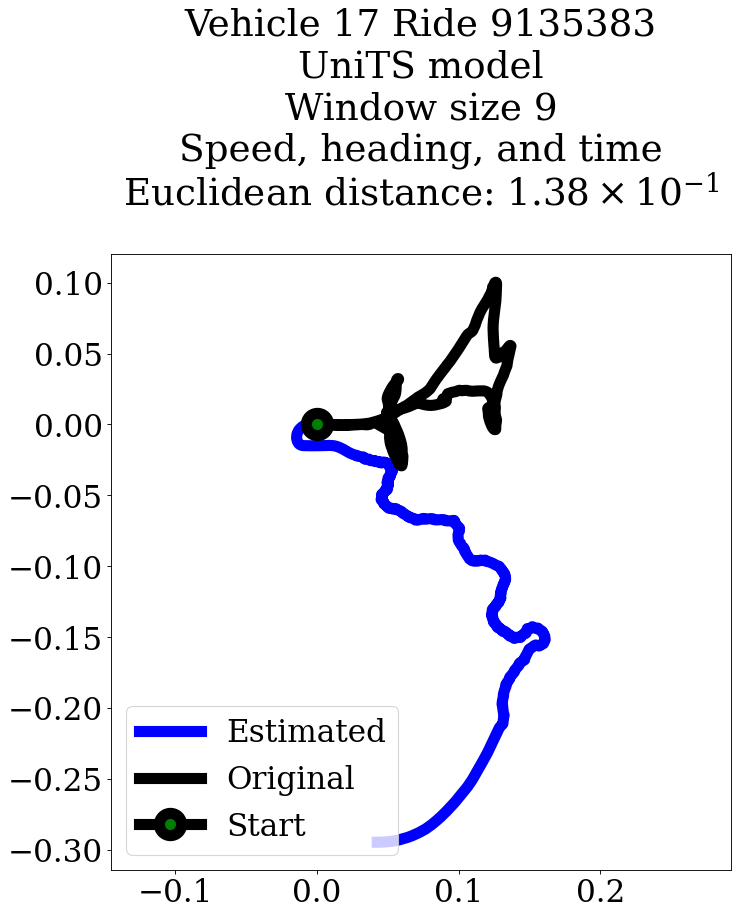 Vehicle 17 Ride 9135383
UniTS model
Window size 9
Speed, heading, and time
Euclidean distance: 1.38 × 10⁻¹
0.10
0.05
0.00
−0.05
−0.10
−0.15
−0.20
−0.25
−0.30
Estimated
Original
Start
−0.1 0.0 0.1 0.2